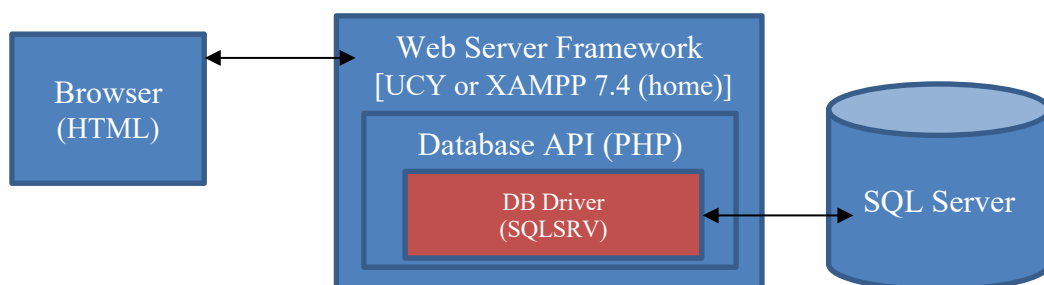 Browser
(HTML)
Web Server Framework
[UCY or XAMPP 7.4 (home)]
Database API (PHP)
DB Driver
(SQLSRV)
SQL Server